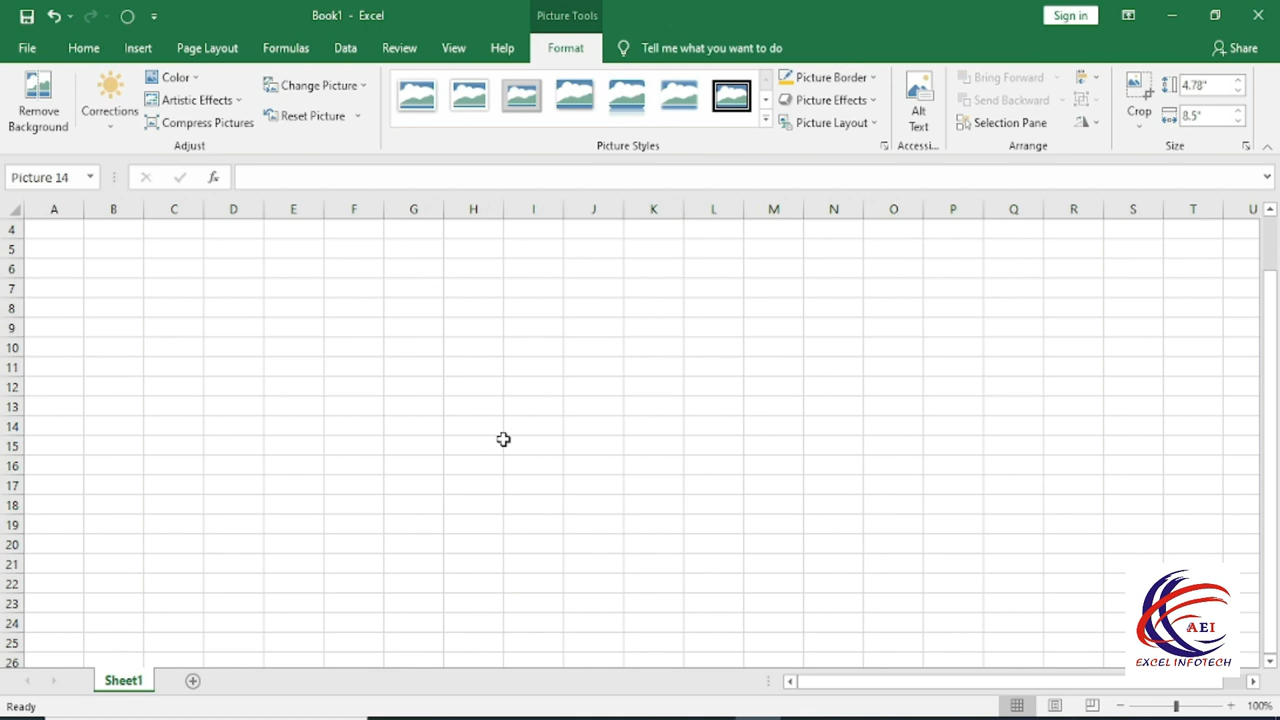 Book1 - Excel
Picture Tools
Sign in
File
Home
Insert
Page Layout
Formulas
Data
Review
View
Help
Format
Tell me what you want to do
Share
Remove Background
Corrections
Color
Artistic Effects
Compress Pictures
Change Picture
Reset Picture
Adjust
Picture Styles
Picture Border
Picture Effects
Picture Layout
Alt Text
Accessi...
Bring Forward
Send Backward
Selection Pane
Arrange
Crop
4.78"
8.5"
Size
Picture 14
fx
A B C D E F G H I J K L M N O P Q R S T U
4
5
6
7
8
9
10
11
12
13
14
15
16
17
18
19
20
21
22
23
24
25
26
AEI
EXCEL INFOTECH
Sheet1
Ready
100%